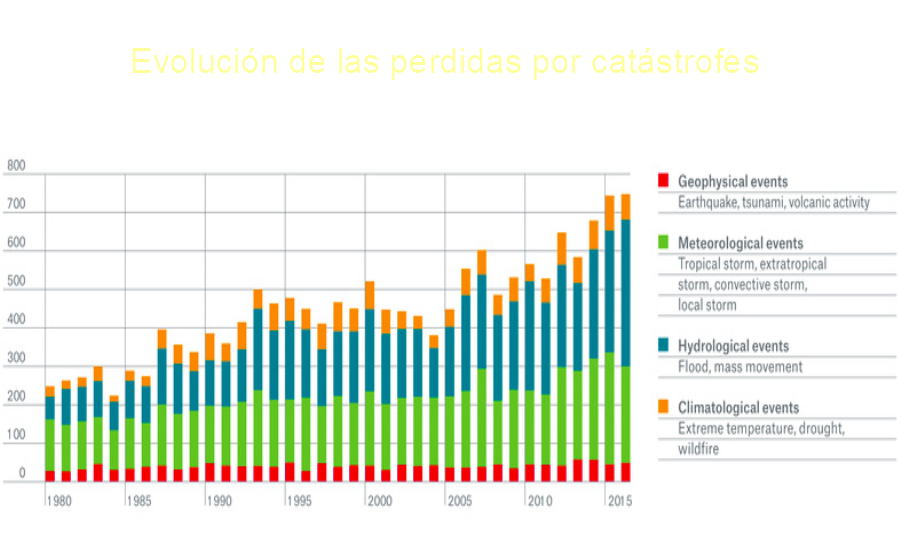 Evolución de las perdidas por catástrofes
800
700
600
500
400
300
200
100
0
1980
1985
1990
1995
2000
2005
2010
2015
Geophysical events
Earthquake, tsunami, volcanic activity
Meteorological events
Tropical storm, extratropical
storm, convective storm,
local storm
Hydrological events
Flood, mass movement
Climatological events
Extreme temperature, drought,
wildfire